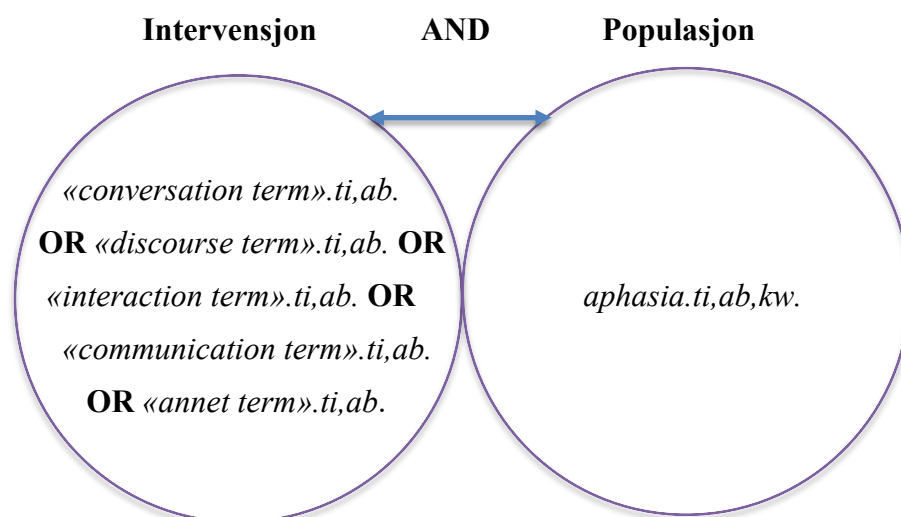 Intervensjon AND Populasjon
«conversation term».ti,ab.
OR «discourse term».ti,ab. OR
«interaction term».ti,ab. OR
«communication term».ti,ab.
OR «annet term».ti,ab.
aphasia.ti,ab,kw.